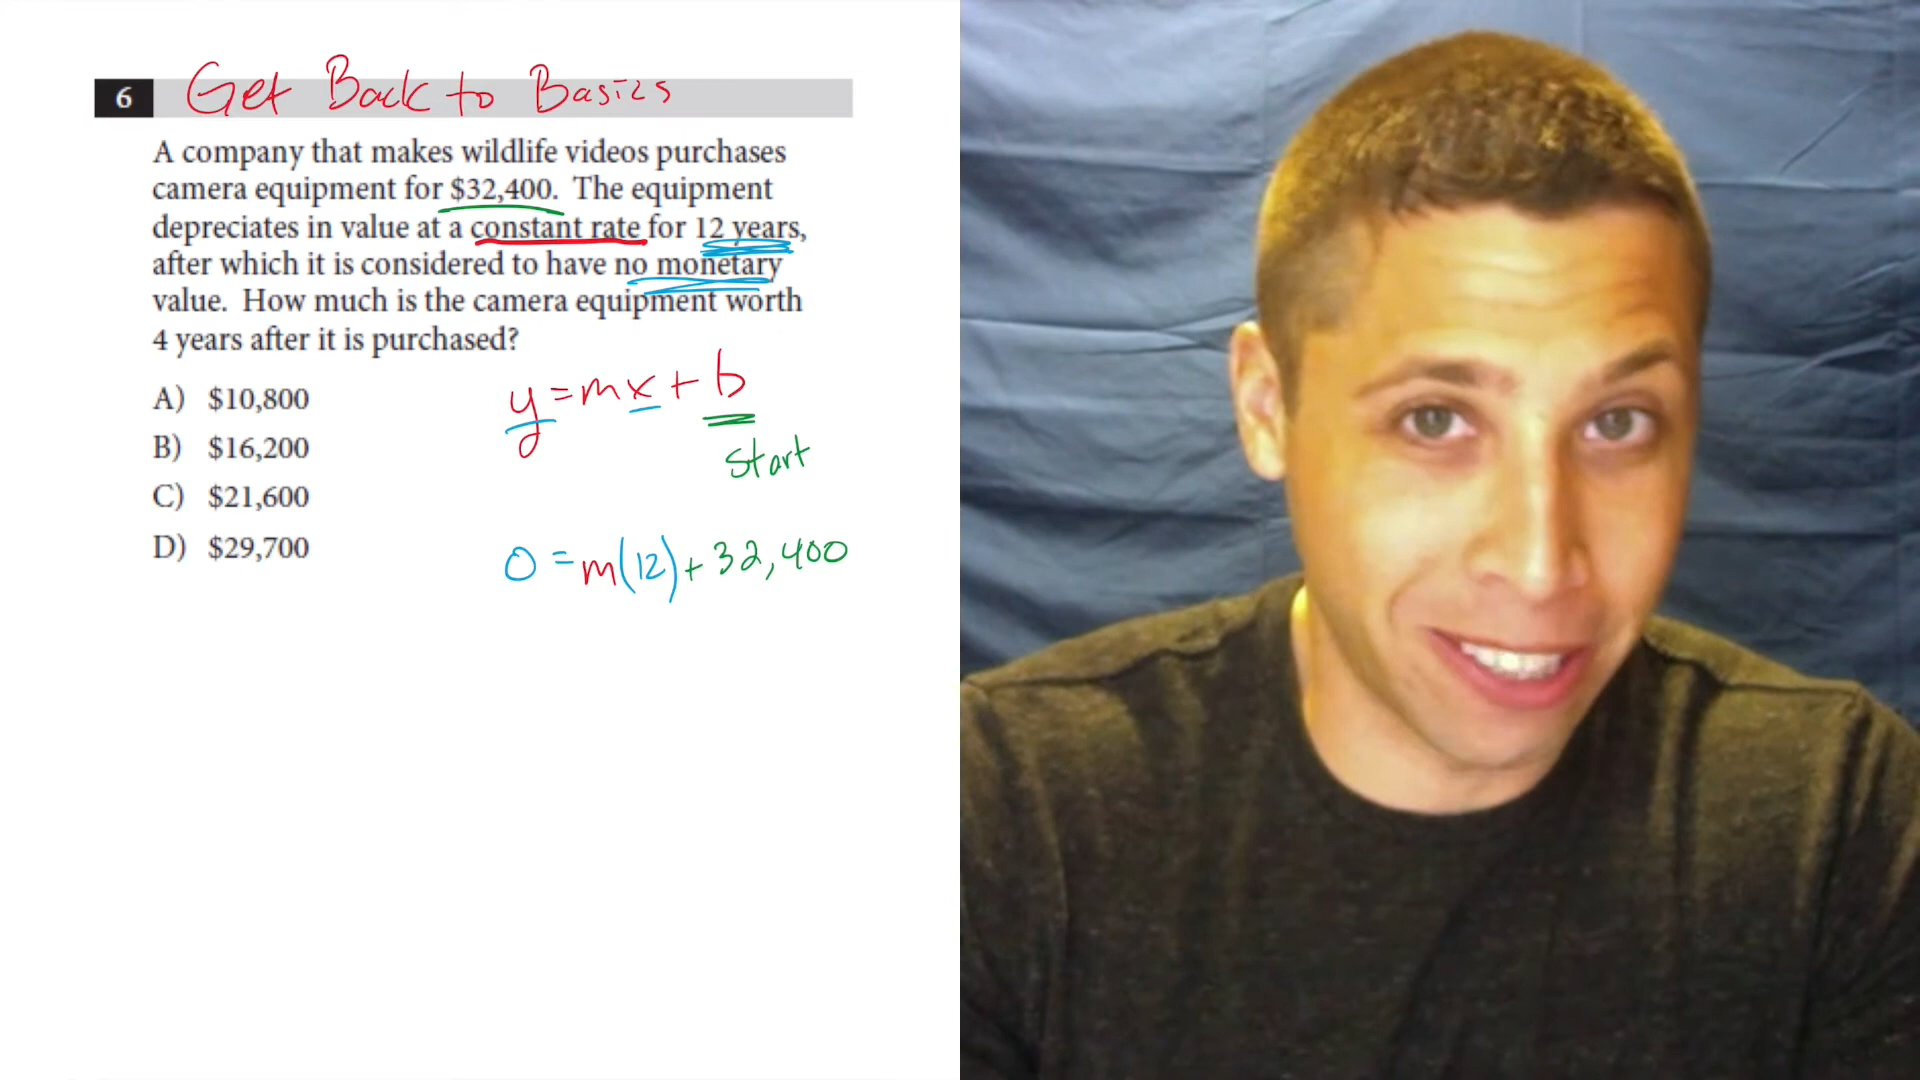 6 Get Back to Basics
A company that makes wildlife videos purchases
camera equipment for $32,400. The equipment
depreciates in value at a constant rate for 12 years,
after which it is considered to have no monetary
value. How much is the camera equipment worth
4 years after it is purchased?
A) $10,800
B) $16,200
C) $21,600
D) $29,700
y = mx + b
start
0 = m(12) + 32,400